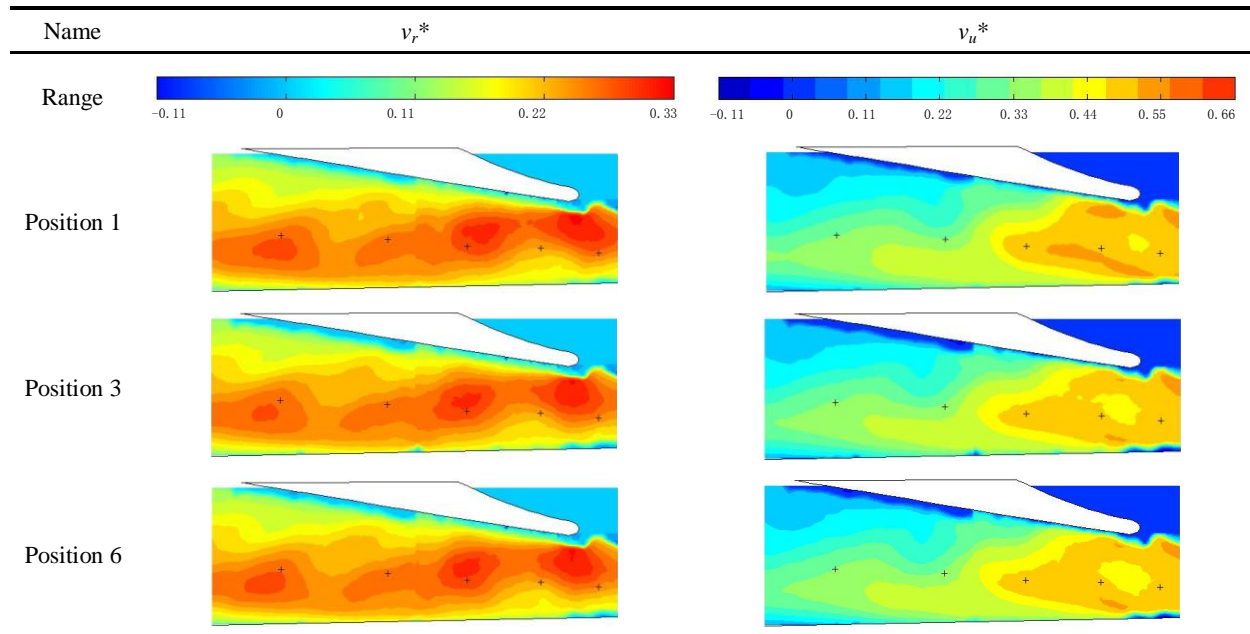 Name v_r* v_u*
Range
-0.11 0 0.11 0.22 0.33 -0.11 0 0.11 0.22 0.33 0.44 0.55 0.66
Position 1
Position 3
Position 6